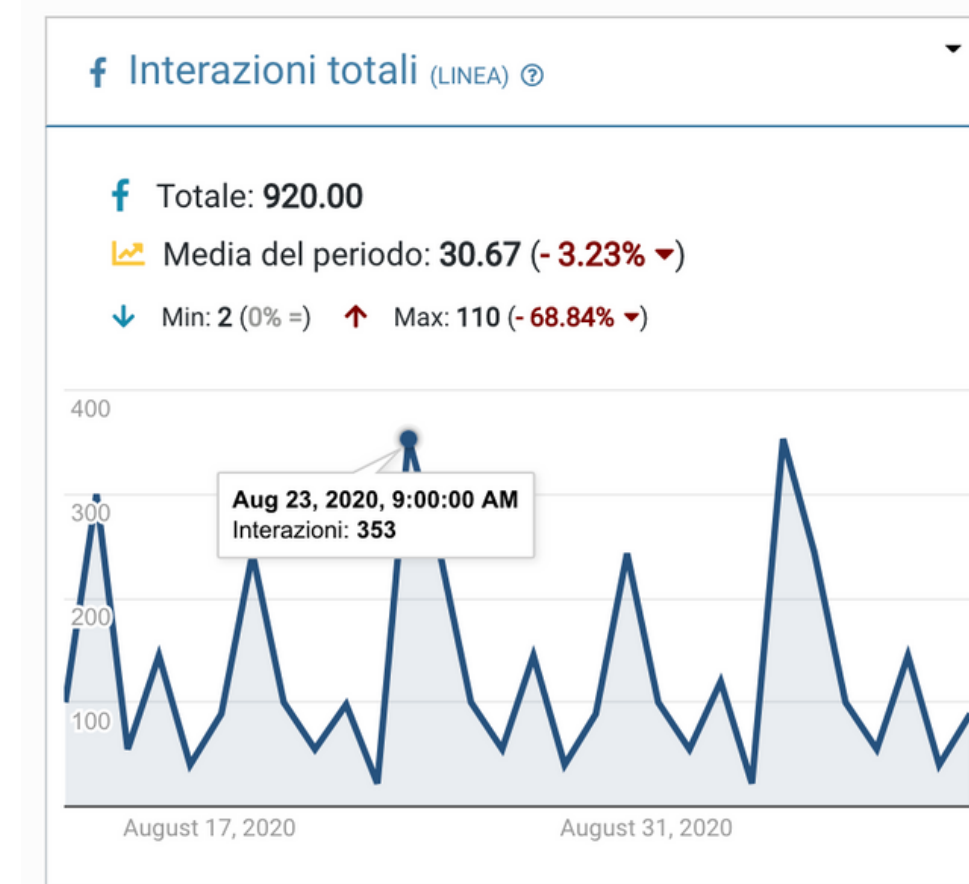 Interazioni totali (LINEA) ?
Totale: 920.00
Media del periodo: 30.67 (- 3.23% ▼)
Min: 2 (0% =) Max: 110 (- 68.84% ▼)
400
300
200
100
Aug 23, 2020, 9:00:00 AM
Interazioni: 353
August 17, 2020 August 31, 2020